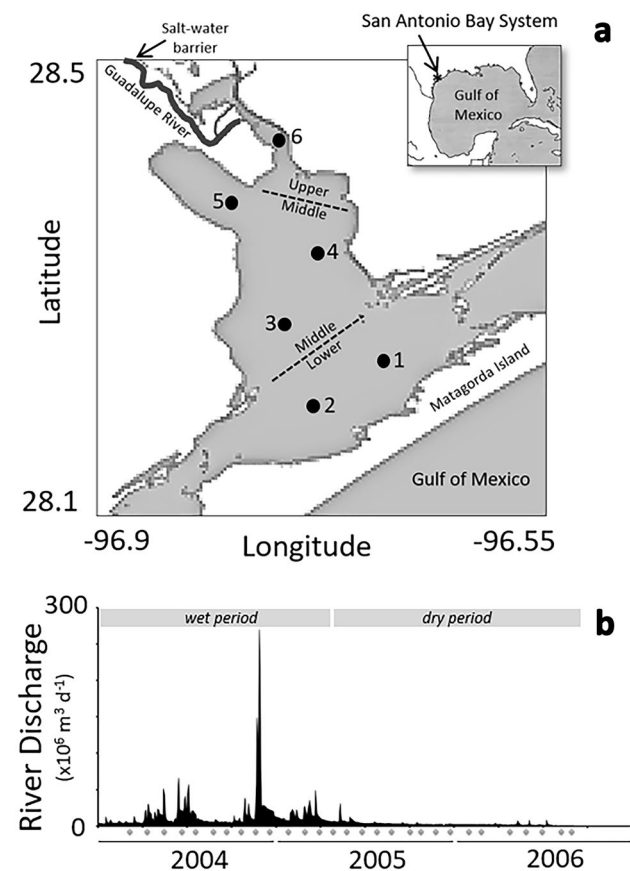 San Antonio Bay System
a
Salt-water
barrier
28.5
Guadalupe River
Gulf of
Mexico
6
Upper
Middle
5
4
Latitude
3
Middle
Lower
1
2
Matagorda Island
Gulf of Mexico
28.1
-96.9
Longitude
-96.55
300
wet period
dry period
b
River Discharge
(x10⁶ m³ d⁻¹)
0
2004
2005
2006